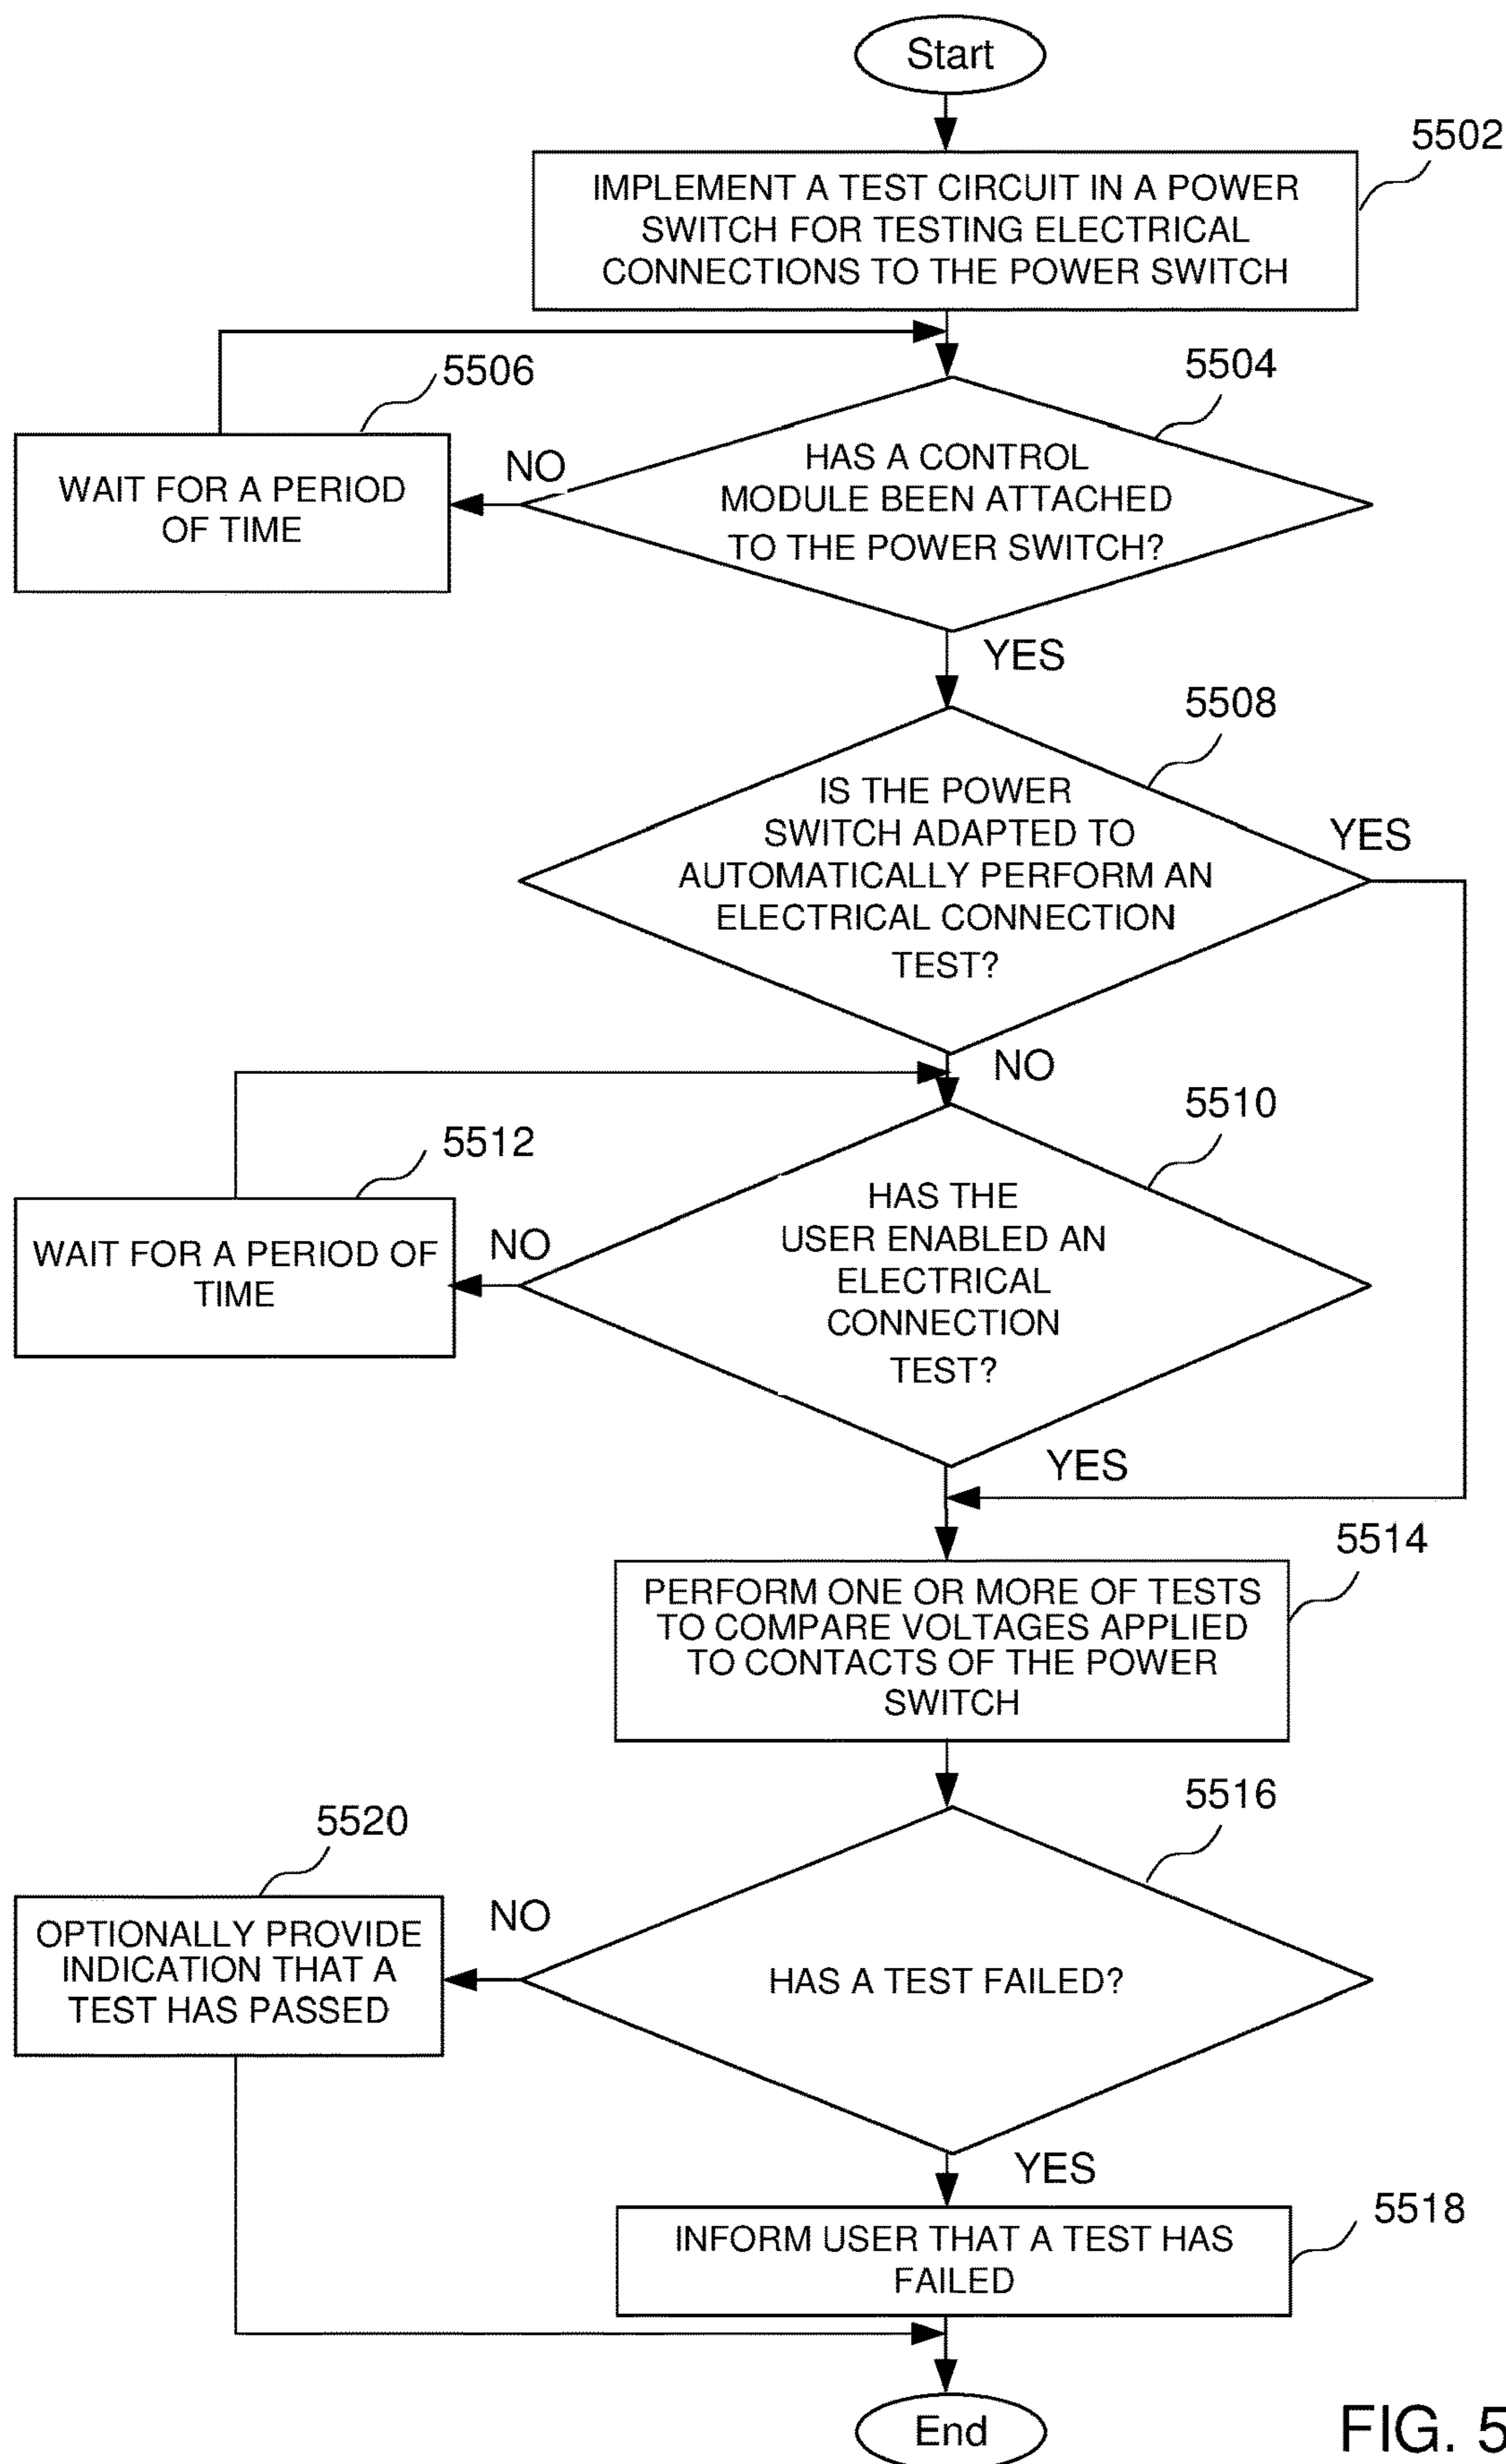 Start
5502
IMPLEMENT A TEST CIRCUIT IN A POWER
SWITCH FOR TESTING ELECTRICAL
CONNECTIONS TO THE POWER SWITCH
5506
5504
WAIT FOR A PERIOD
OF TIME
NO
HAS A CONTROL
MODULE BEEN ATTACHED
TO THE POWER SWITCH?
YES
5508
IS THE POWER
SWITCH ADAPTED TO
AUTOMATICALLY PERFORM AN
ELECTRICAL CONNECTION
TEST?
YES
NO
5510
5512
WAIT FOR A PERIOD OF
TIME
NO
HAS THE
USER ENABLED AN
ELECTRICAL
CONNECTION
TEST?
YES
5514
PERFORM ONE OR MORE OF TESTS
TO COMPARE VOLTAGES APPLIED
TO CONTACTS OF THE POWER
SWITCH
5516
5520
OPTIONALLY PROVIDE
INDICATION THAT A
TEST HAS PASSED
NO
HAS A TEST FAILED?
YES
5518
INFORM USER THAT A TEST HAS
FAILED
End
FIG. 5